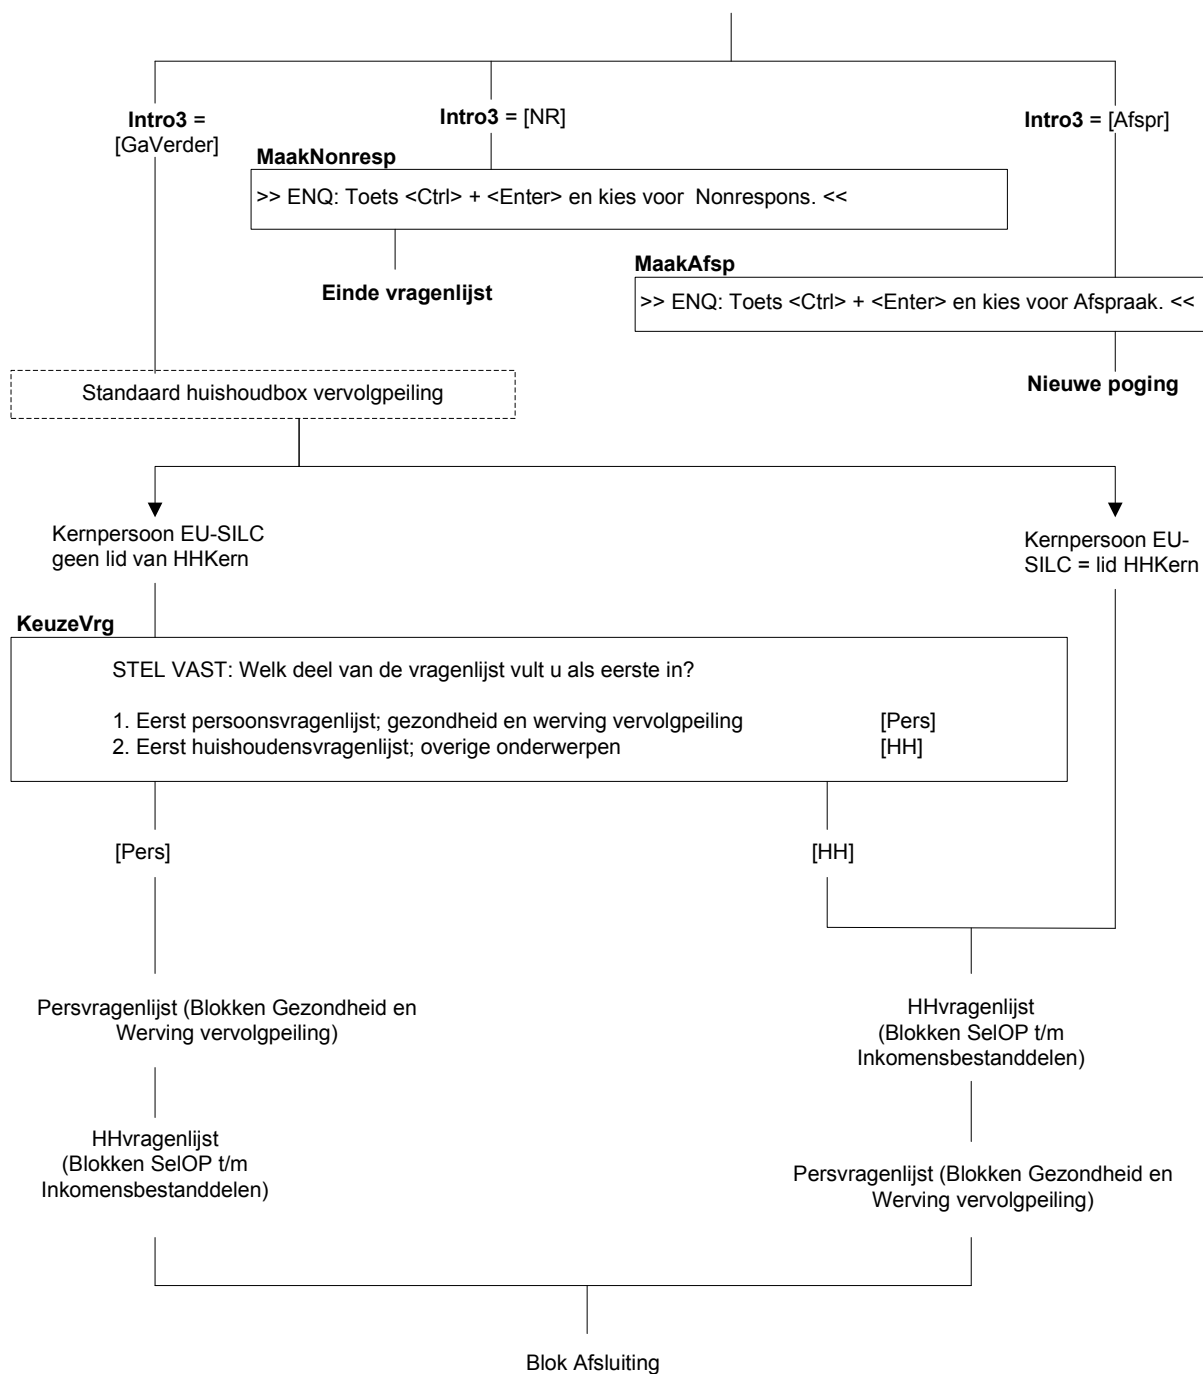 Intro3 =
[GaVerder]
Intro3 = [NR]
Intro3 = [Afspr]
MaakNonresp
>> ENQ: Toets <Ctrl> + <Enter> en kies voor  Nonrespons. <<
Einde vragenlijst
MaakAfsp
>> ENQ: Toets <Ctrl> + <Enter> en kies voor Afspraak. <<
Nieuwe poging
Standaard huishoudbox vervolgpeiling
Kernpersoon EU-SILC
geen lid van HHKern
Kernpersoon EU-
SILC = lid HHKern
KeuzeVrg
STEL VAST: Welk deel van de vragenlijst vult u als eerste in?
1. Eerst persoonsvragenlijst; gezondheid en werving vervolgpeiling [Pers]
2. Eerst huishoudensvragenlijst; overige onderwerpen [HH]
[Pers]
[HH]
Persvragenlijst (Blokken Gezondheid en
Werving vervolgpeiling)
HHvragenlijst
(Blokken SelOP t/m
Inkomensbestanddelen)
HHvragenlijst
(Blokken SelOP t/m
Inkomensbestanddelen)
Persvragenlijst (Blokken Gezondheid en
Werving vervolgpeiling)
Blok Afsluiting